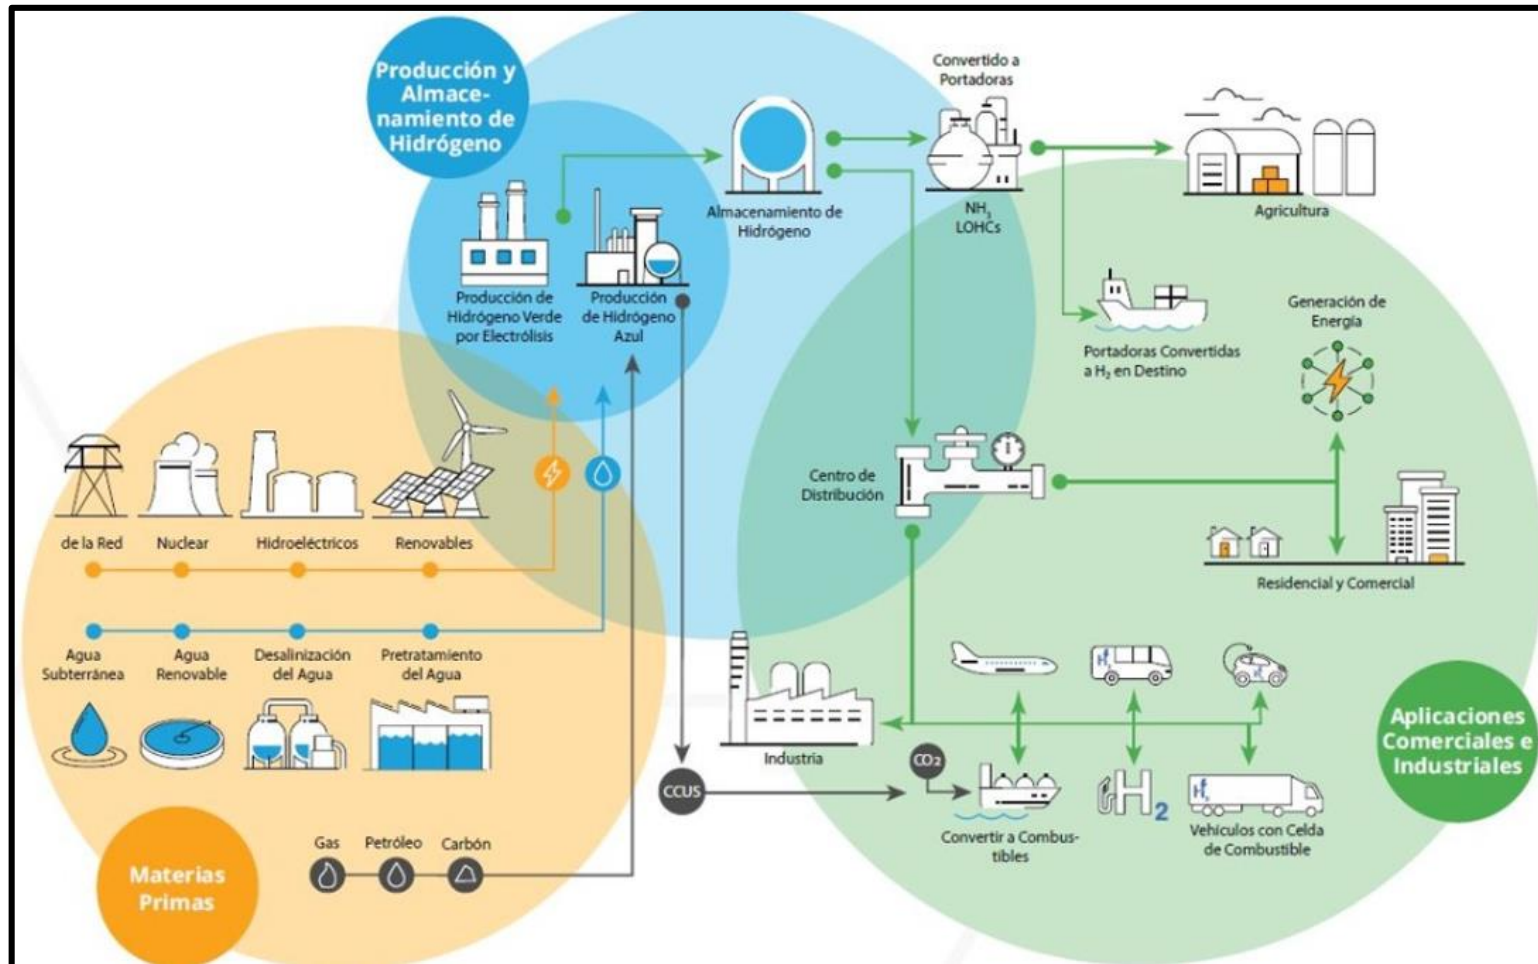 Producción y
Almace-
namiento de
Hidrógeno
Convertido a
Portadoras
NH₃
LOHCs
Almacenamiento de
Hidrógeno
Agricultura
Producción de
Hidrógeno Verde
por Electrólisis
Producción
de Hidrógeno
Azul
Portadoras Convertidas
a H₂ en Destino
Generación de
Energía
Centro de
Distribución
de la Red
Nuclear
Hidroeléctricos
Renovables
Residencial y Comercial
Agua
Subterránea
Agua
Renovable
Desalinización
del Agua
Pretratamiento
del Agua
Industria
CCUS
CO2
Convertir a Combus-
tibles
H2
Vehículos con Celda
de Combustible
Aplicaciones
Comerciales e
Industriales
Gas
Petróleo
Carbón
Materias
Primas